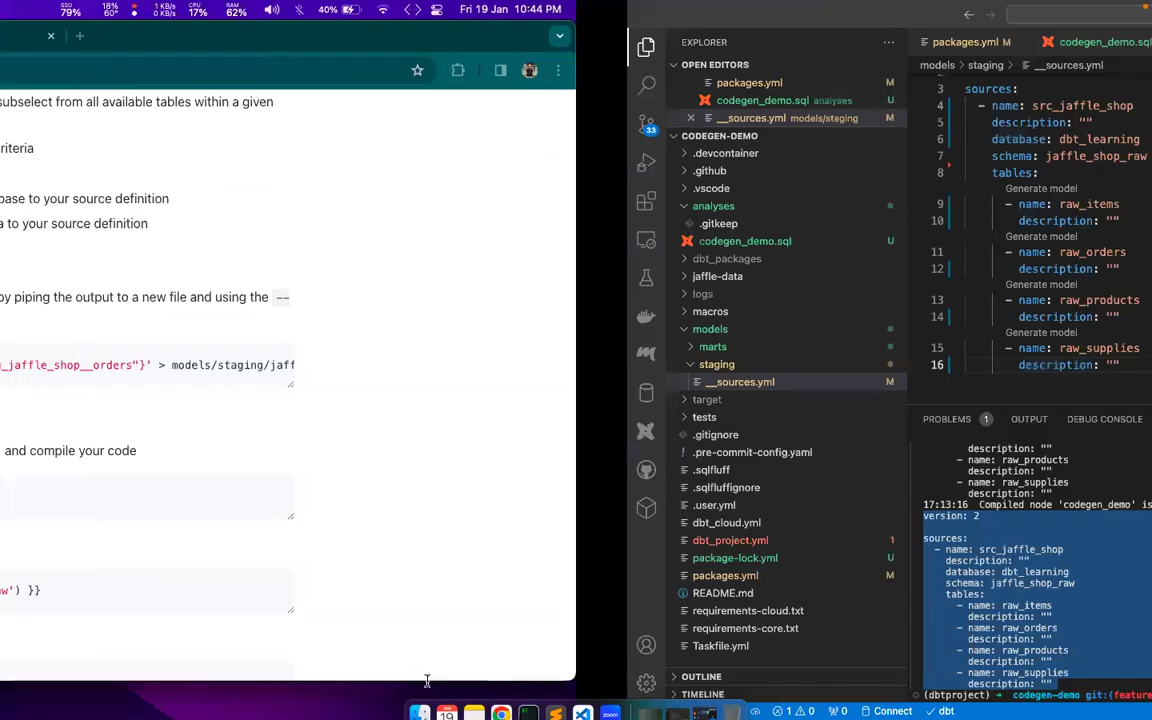 SSD 79%
18% 60°
1 KB/s 0 KB/s
CPU 17%
RAM 62%
40%
Fri 19 Jan 10:44 PM
subselect from all available tables within a given
riteria
base to your source definition
a to your source definition
by piping the output to a new file and using the --
g_jaffle_shop__orders"}' > models/staging/jaff
and compile your code
w') }}
19
zoom
33
EXPLORER
OPEN EDITORS
packages.yml M
codegen_demo.sql analyses U
__sources.yml models/staging M
CODEGEN-DEMO
.devcontainer
.github
.vscode
analyses
.gitkeep
codegen_demo.sql U
dbt_packages
jaffle-data
logs
macros
models
marts
staging
__sources.yml M
target
tests
.gitignore
.pre-commit-config.yaml
.sqlfluff
.sqlfluffignore
.user.yml
dbt_cloud.yml
dbt_project.yml 1
package-lock.yml U
packages.yml M
README.md
requirements-cloud.txt
requirements-core.txt
Taskfile.yml
OUTLINE
TIMELINE
packages.yml M
codegen_demo.sql
models > staging > __sources.yml
3 sources:
4 - name: src_jaffle_shop
5 description: ""
6 database: dbt_learning
7 schema: jaffle_shop_raw
8 tables:
Generate model
9 - name: raw_items
10 description: ""
Generate model
11 - name: raw_orders
12 description: ""
Generate model
13 - name: raw_products
14 description: ""
Generate model
15 - name: raw_supplies
16 description: ""
PROBLEMS 1 OUTPUT DEBUG CONSOLE
description: ""
- name: raw_products
description: ""
- name: raw_supplies
description: ""
17:13:16 Compiled node 'codegen_demo' is
version: 2
sources:
- name: src_jaffle_shop
description: ""
database: dbt_learning
schema: jaffle_shop_raw
tables:
- name: raw_items
description: ""
- name: raw_orders
description: ""
- name: raw_products
description: ""
- name: raw_supplies
description: ""
(dbtproject) → codegen-demo git:(feature
1 0 0 Connect dbt